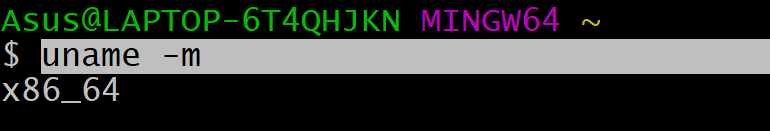 Asus@LAPTOP-6T4QHJKN MINGW64 ~
$ uname -m
x86_64